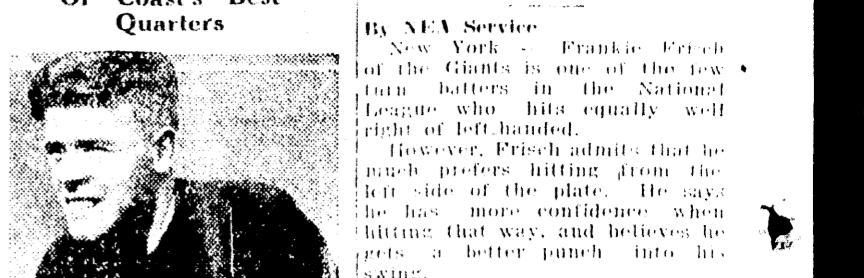 Of Coast's Best
Quarters
By NEA Service
New York -- Frankie Frisch
of the Giants is one of the few
turn batters in the National
League who hits equally well
right of left-handed.
However, Frisch admits that he
much prefers hitting from the
left side of the plate. He says
he has more confidence when
hitting that way, and believes he
gets a better punch into his
swing.